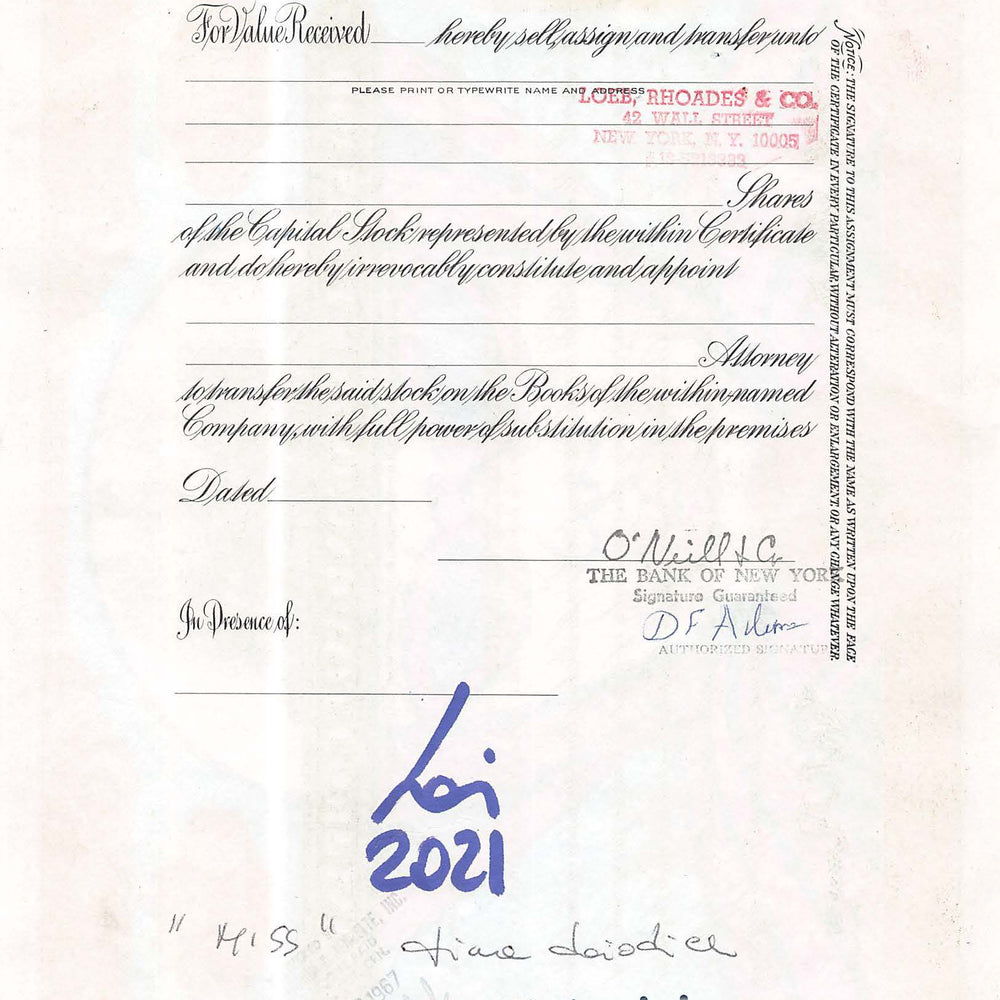 For Value Received hereby sell, assign and transfer unto
PLEASE PRINT OR TYPEWRITE NAME AND ADDRESS
LOEB, RHOADES & CO.
42 WALL STREET
NEW YORK, N. Y. 10005
Shares
of the Capital Stock represented by the within Certificate
and do hereby irrevocably constitute and appoint
Attorney
to transfer the said stock on the Books of the within-named
Company, with full power of substitution in the premises
Dated
O'Neill & Co
THE BANK OF NEW YORK
Signature Guaranteed
D F
AUTHORIZED SIGNATUR
In Presence of:
2021
"MISS"
INC.
1967
NOTICE: THE SIGNATURE TO THIS ASSIGNMENT MUST CORRESPOND WITH THE NAME AS WRITTEN UPON THE FACE
OF THE CERTIFICATE IN EVERY PARTICULAR WITHOUT ALTERATION OR ENLARGEMENT OR ANY CHANGE WHATEVER.